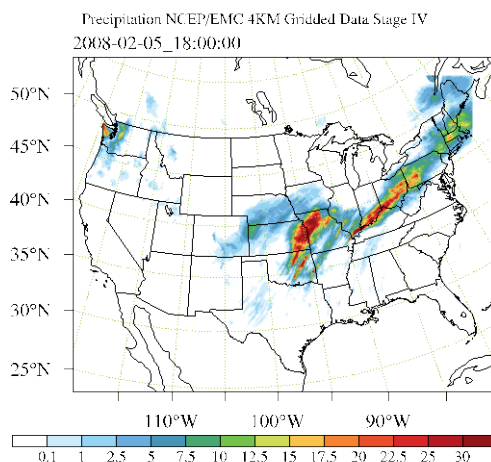 Precipitation NCEP/EMC 4KM Gridded Data Stage IV
2008-02-05_18:00:00
50°N
45°N
40°N
35°N
30°N
25°N
110°W 100°W 90°W
0.1 1 2.5 5 7.5 10 12.5 15 17.5 20 22.5 25 30